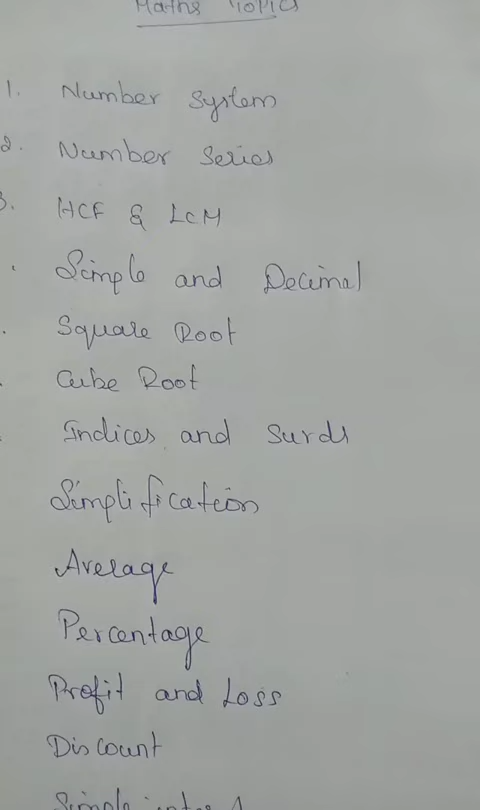 Maths Topics
1. Number System
2. Number Series
3. HCF & LCM
Simple and Decimal
Square Root
Cube Root
Indices and Surds
Simplification
Average
Percentage
Profit and Loss
Discount
Simple